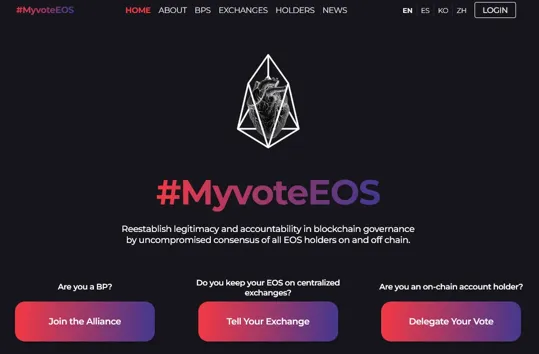 #MyvoteEOS HOME ABOUT BPS EXCHANGES HOLDERS NEWS EN ES KO ZH LOGIN
#MyvoteEOS
Reestablish legitimacy and accountability in blockchain governance
by uncompromised consensus of all EOS holders on and off chain.
Are you a BP?
Join the Alliance
Do you keep your EOS on centralized
exchanges?
Tell Your Exchange
Are you an on-chain account holder?
Delegate Your Vote